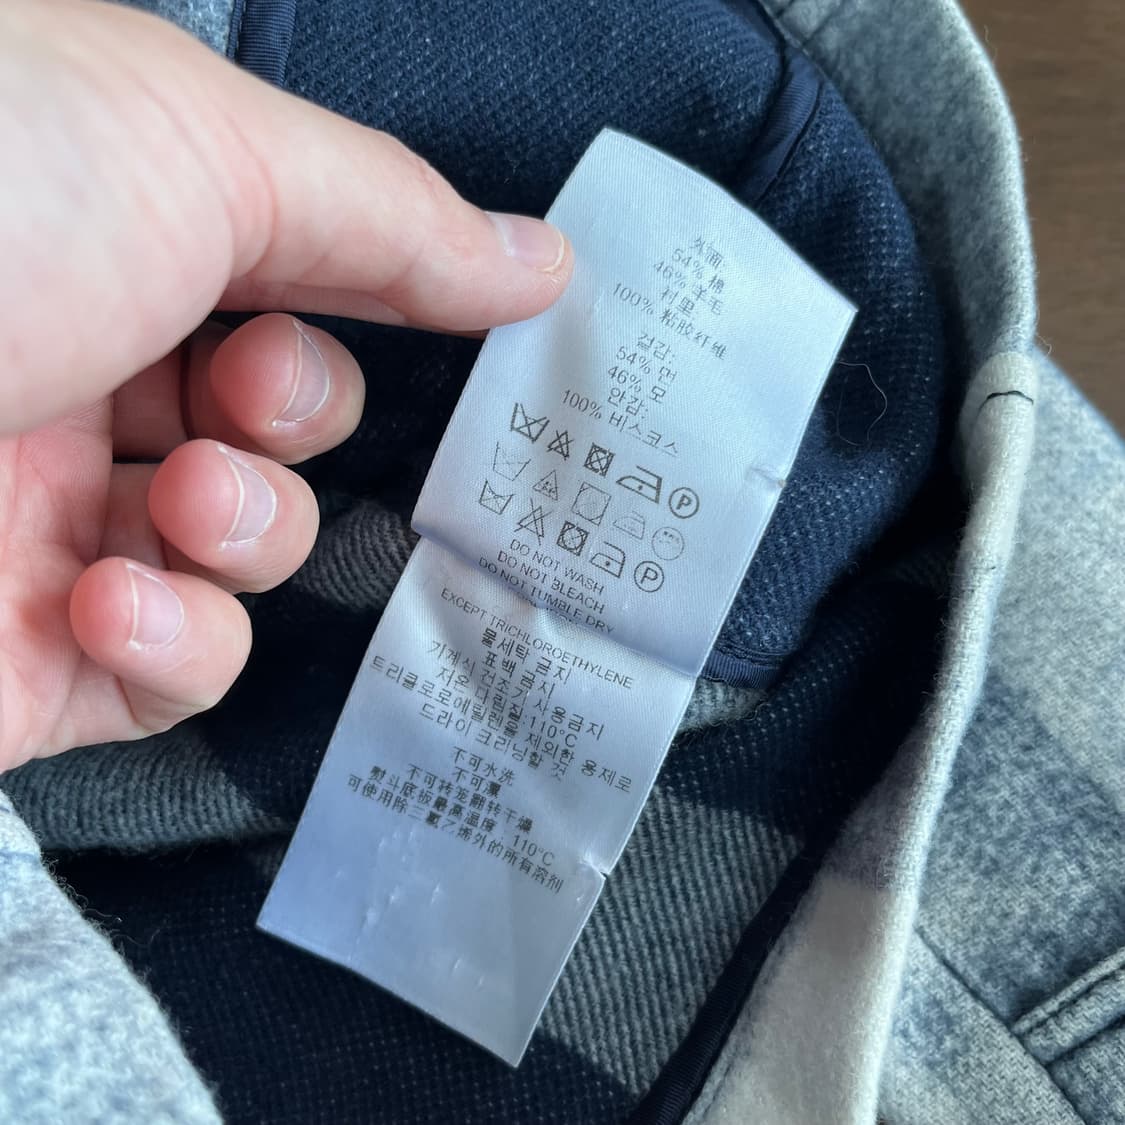 外面:
54% 棉
46% 羊毛
衬里
100% 粘胶纤维
겉감:
54% 면
46% 모
안감:
100% 비스코스
P
P
DO NOT WASH
DO NOT BLEACH
DO NOT TUMBLE DRY
EXCEPT TRICHLOROETHYLENE
물세탁 금지
표백 금지
기계식 건조기 사용금지
저온 다림질:110°C
트리클로로에틸렌을 제외한 용제로
드라이 크리닝할 것
不可水洗
不可漂
不可转笼翻转干燥
熨斗底板最高温度:110°C
可使用除三氯乙烯外的所有溶剂